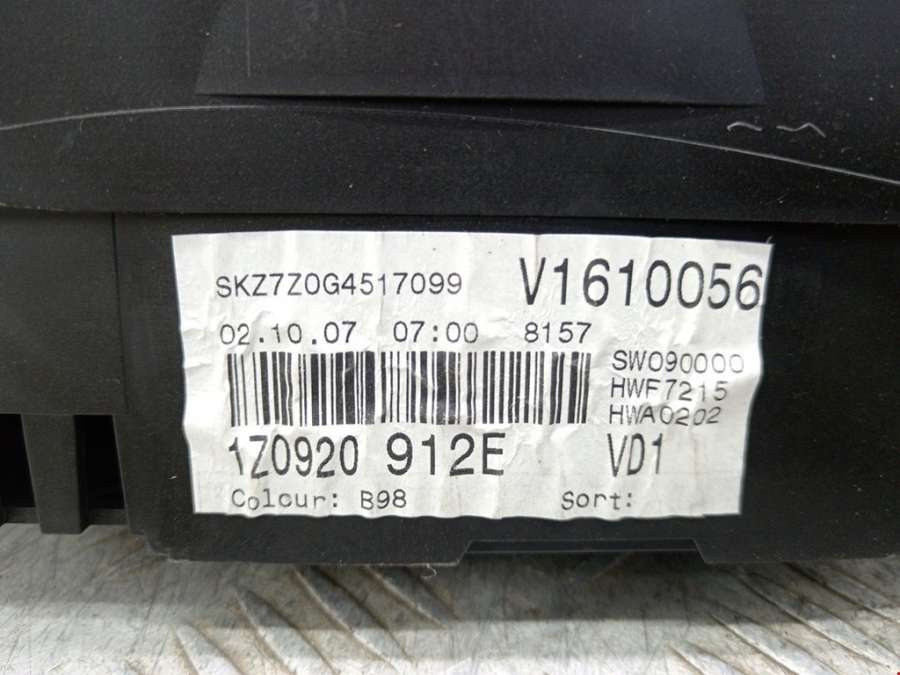 SKZ7Z0G4517099 V1610056
02.10.07 07:00 8157
SW090000
HWF7215
HWA0202
1Z0920 912E VD1
Colour: B98 Sort: